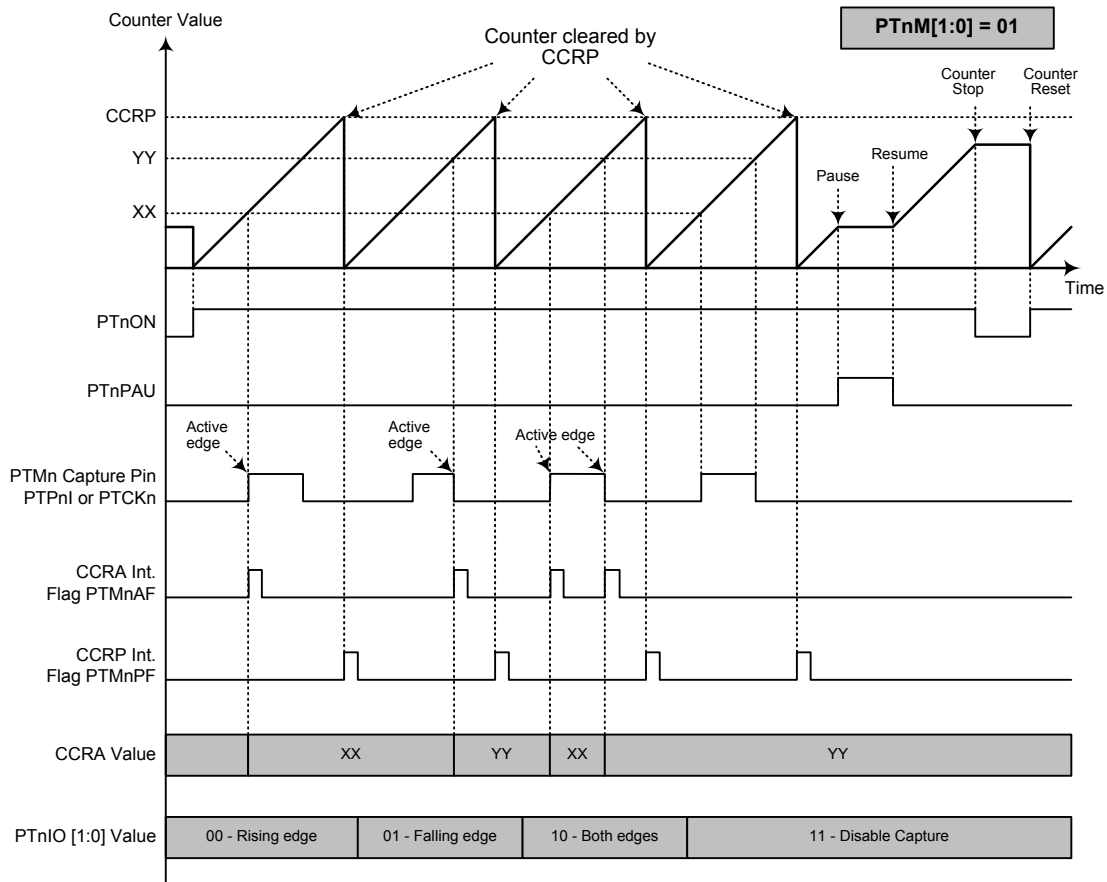 Counter Value
PTnM[1:0] = 01
Counter cleared by
CCRP
Counter
Stop
Counter
Reset
CCRP
YY
XX
Pause
Resume
Time
PTnON
PTnPAU
Active
edge
Active
edge
Active edge
PTMn Capture Pin
PTPnI or PTCKn
CCRA Int.
Flag PTMnAF
CCRP Int.
Flag PTMnPF
CCRA Value
XX
YY
XX
YY
PTnIO [1:0] Value
00 - Rising edge
01 - Falling edge
10 - Both edges
11 - Disable Capture